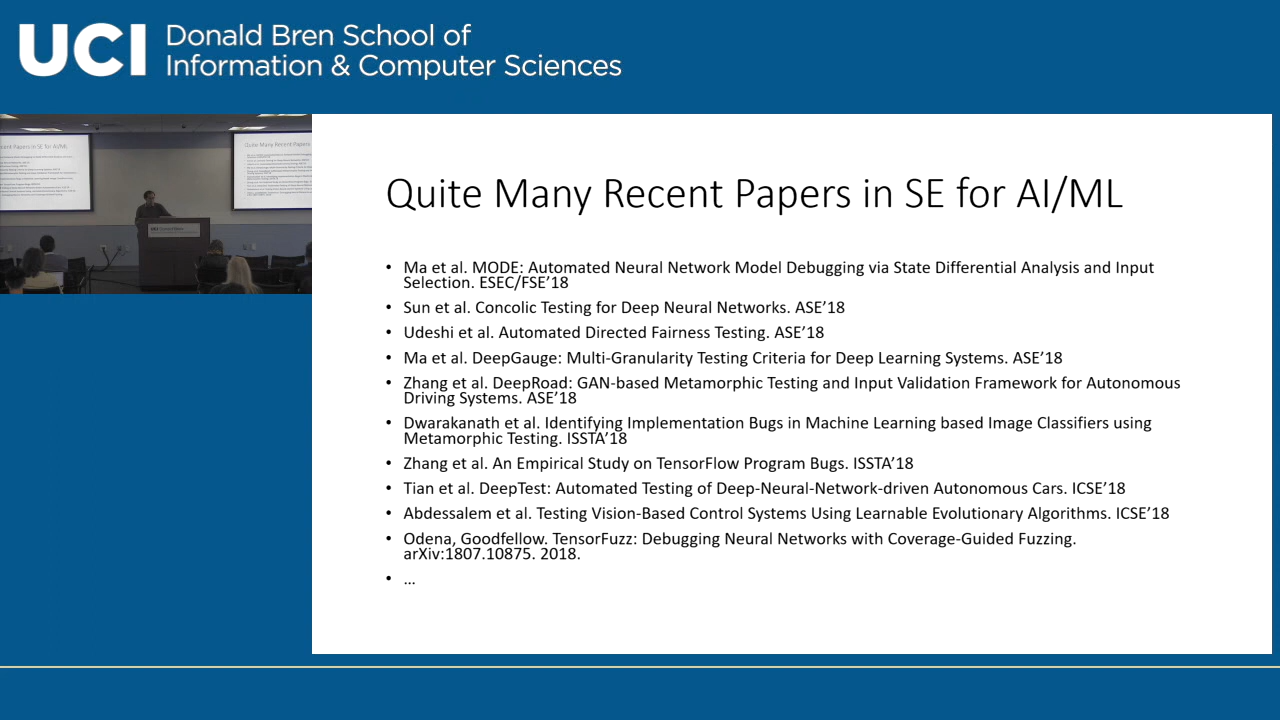 UCI Donald Bren School of
Information & Computer Sciences
Quite Many Recent Papers in SE for AI/ML
• Ma et al. MODE: Automated Neural Network Model Debugging via State Differential Analysis and Input
Selection. ESEC/FSE’18
• Sun et al. Concolic Testing for Deep Neural Networks. ASE’18
• Udeshi et al. Automated Directed Fairness Testing. ASE’18
• Ma et al. DeepGauge: Multi-Granularity Testing Criteria for Deep Learning Systems. ASE’18
• Zhang et al. DeepRoad: GAN-based Metamorphic Testing and Input Validation Framework for Autonomous
Driving Systems. ASE’18
• Dwarakanath et al. Identifying Implementation Bugs in Machine Learning based Image Classifiers using
Metamorphic Testing. ISSTA’18
• Zhang et al. An Empirical Study on TensorFlow Program Bugs. ISSTA’18
• Tian et al. DeepTest: Automated Testing of Deep-Neural-Network-driven Autonomous Cars. ICSE’18
• Abdessalem et al. Testing Vision-Based Control Systems Using Learnable Evolutionary Algorithms. ICSE’18
• Odena, Goodfellow. TensorFuzz: Debugging Neural Networks with Coverage-Guided Fuzzing.
arXiv:1807.10875. 2018.
• ...